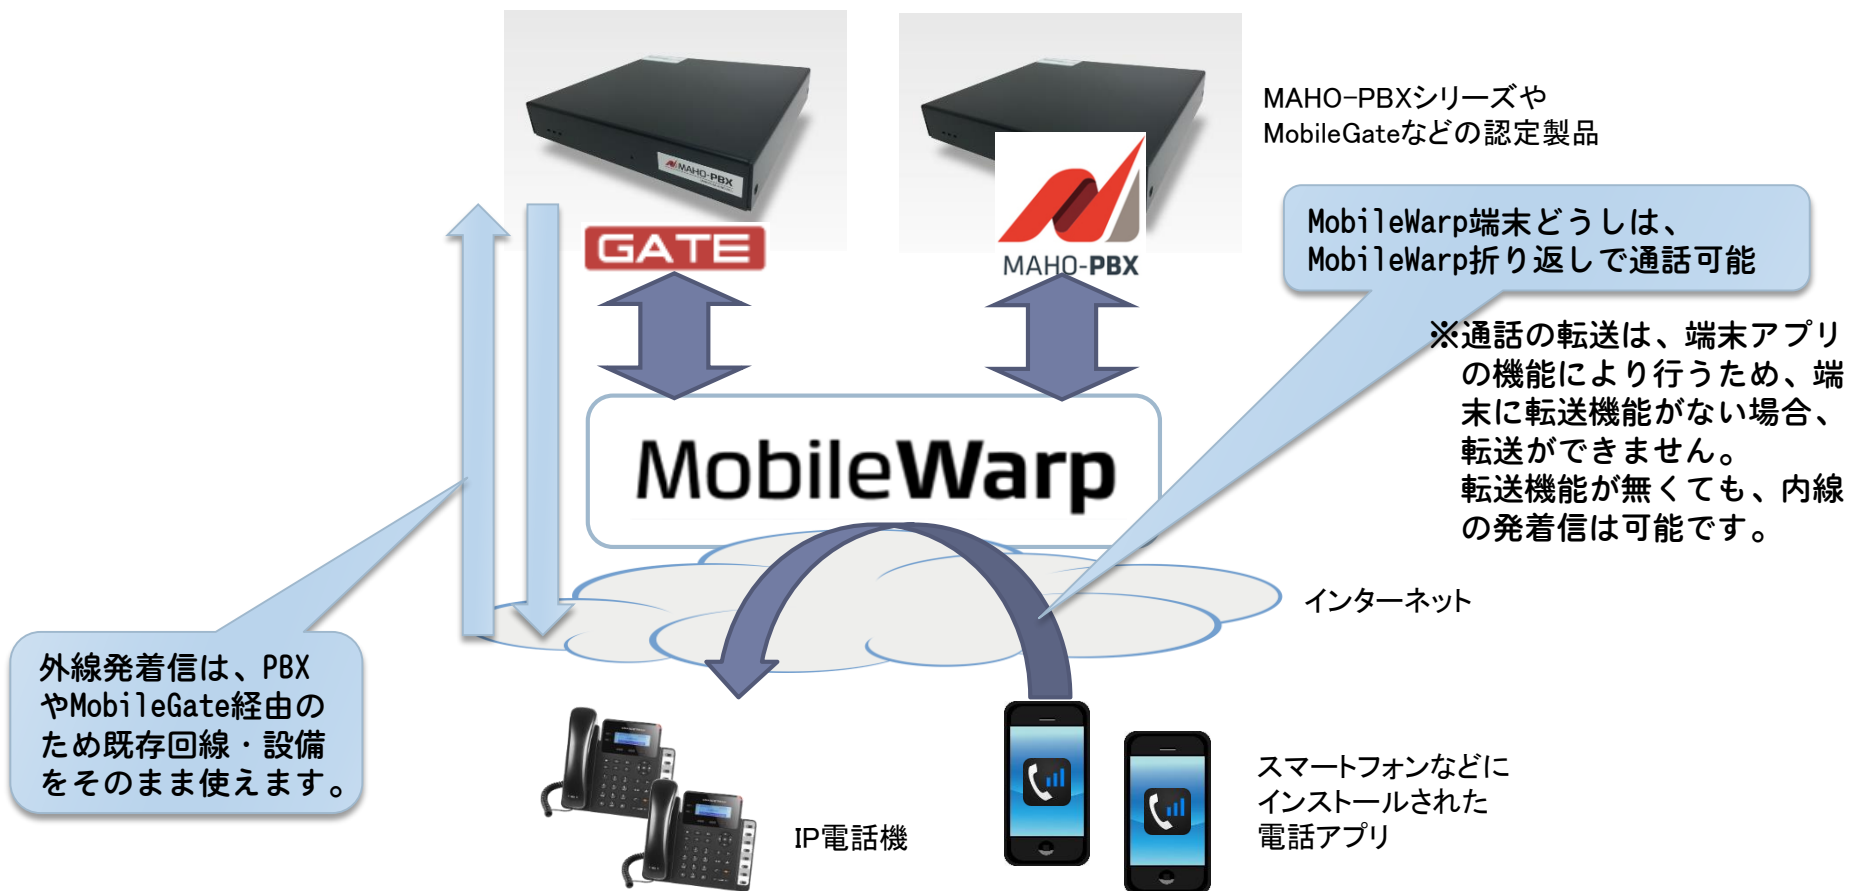 MAHO-PBX
GATE
MAHO-PBX
MAHO-PBXシリーズや
MobileGateなどの認定製品
MobileWarp端末どうしは、
MobileWarp折り返しで通話可能
※通話の転送は、端末アプリ
の機能により行うため、端
末に転送機能がない場合、
転送ができません。
転送機能が無くても、内線
の発着信は可能です。
MobileWarp
インターネット
外線発着信は、PBX
やMobileGate経由の
ため既存回線・設備
をそのまま使えます。
IP電話機
スマートフォンなどに
インストールされた
電話アプリ